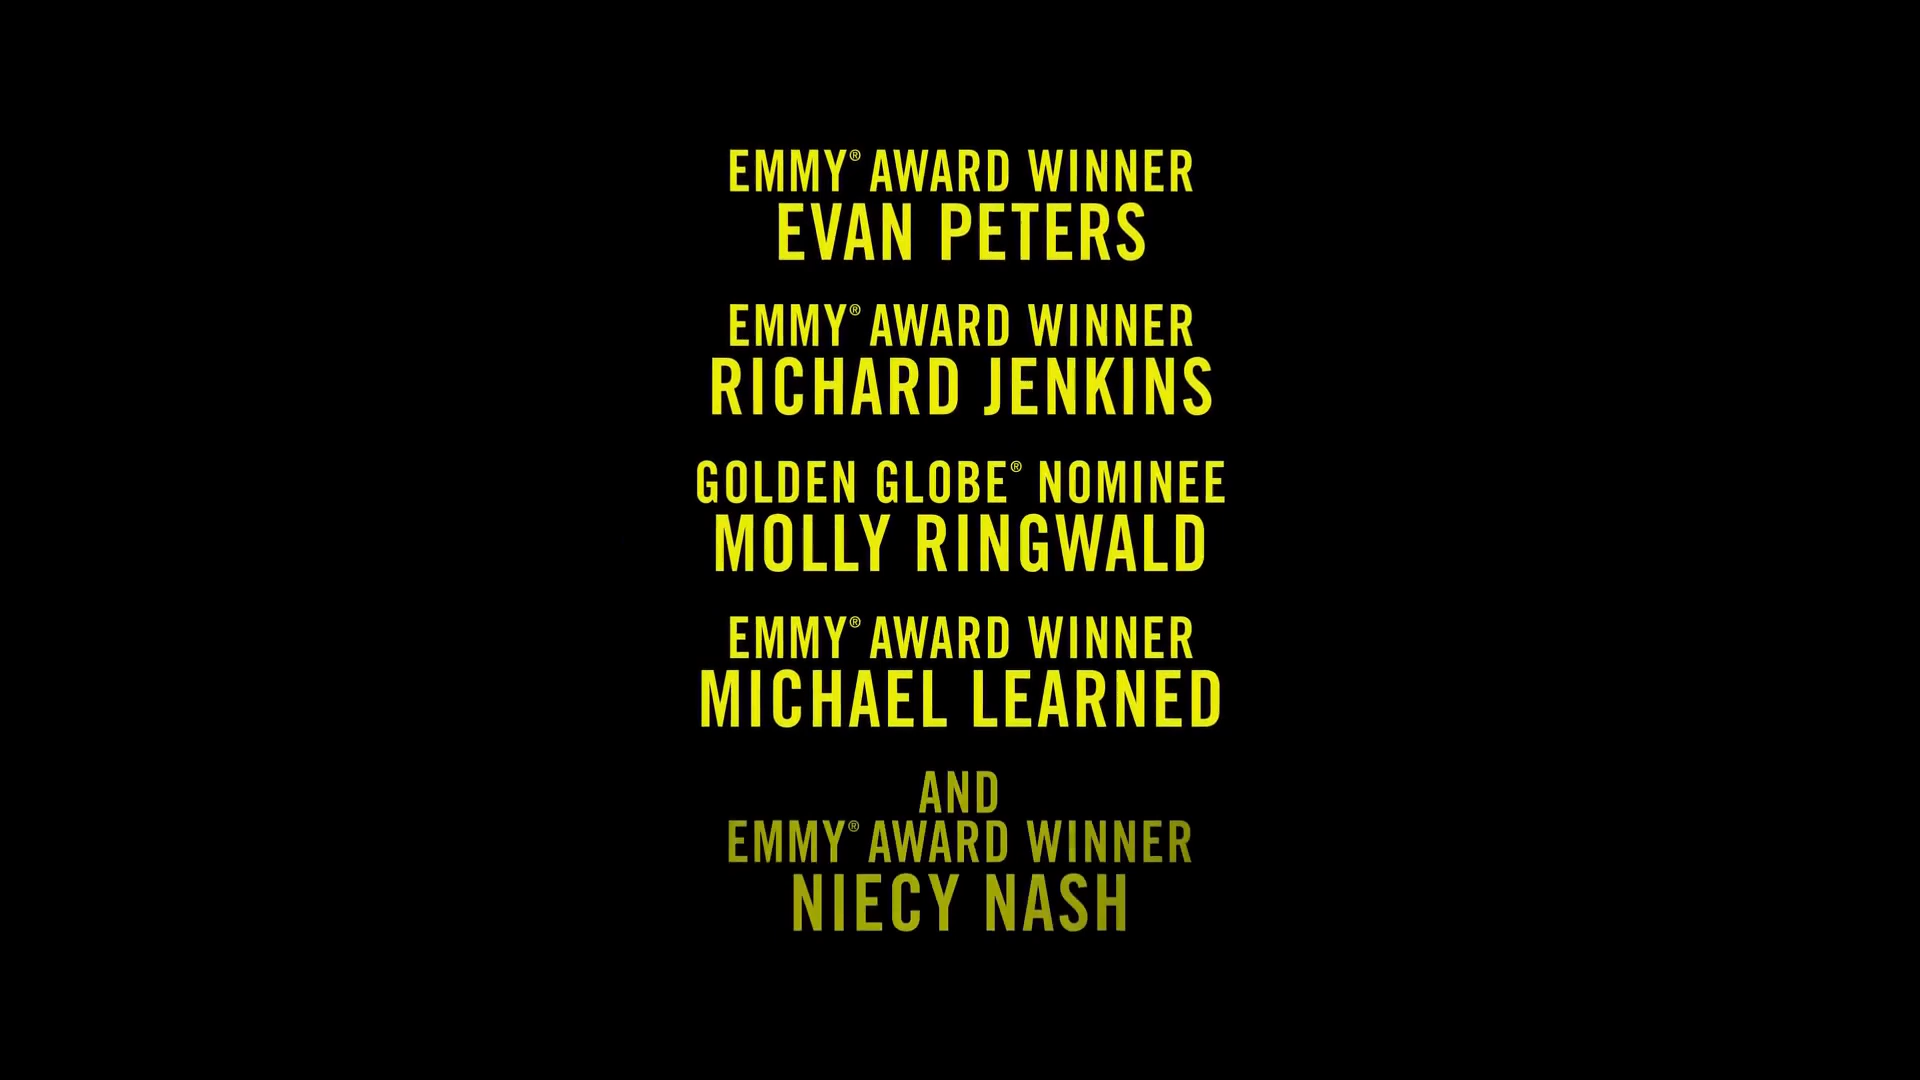 EMMY® AWARD WINNER
EVAN PETERS
EMMY® AWARD WINNER
RICHARD JENKINS
GOLDEN GLOBE® NOMINEE
MOLLY RINGWALD
EMMY® AWARD WINNER
MICHAEL LEARNED
AND
EMMY® AWARD WINNER
NIECY NASH